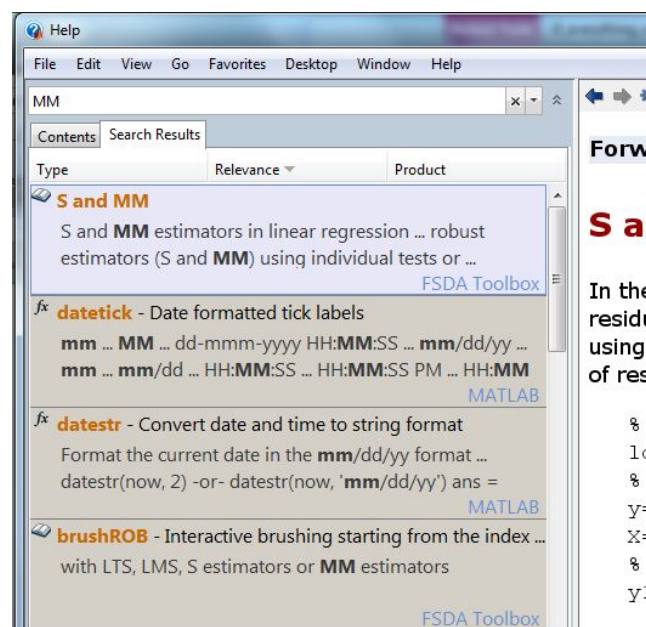 Help
File Edit View Go Favorites Desktop Window Help
MM
Contents Search Results
Type Relevance Product
S and MM
S and MM estimators in linear regression ... robust
estimators (S and MM) using individual tests or ...
FSDA Toolbox
fx datetick - Date formatted tick labels
mm ... MM ... dd-mmm-yyyy HH:MM:SS ... mm/dd/yy ...
mm ... mm/dd ... HH:MM:SS ... HH:MM:SS PM ... HH:MM
MATLAB
fx datestr - Convert date and time to string format
Format the current date in the mm/dd/yy format ...
datestr(now, 2) -or- datestr(now, 'mm/dd/yy') ans =
MATLAB
brushROB - Interactive brushing starting from the index ...
with LTS, LMS, S estimators or MM estimators
FSDA Toolbox
Forw
S a
In the
residu
using
of res
%
lo
%
y=
X=
%
y